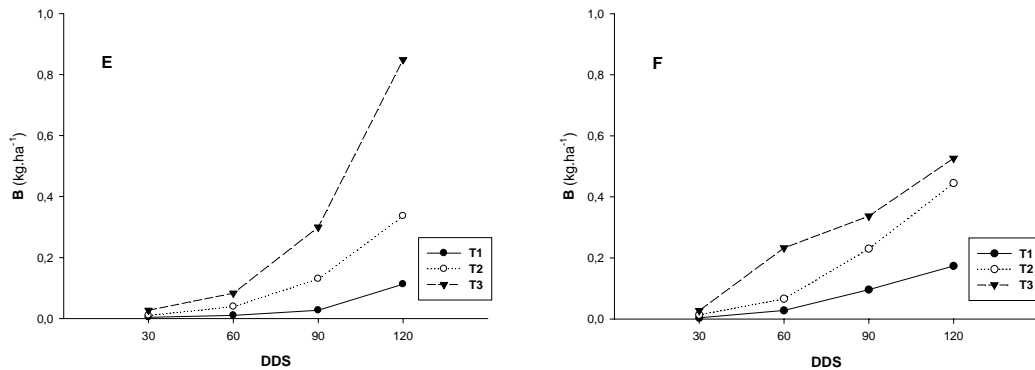 E
B (kg.ha-1)
1,0
0,8
0,6
0,4
0,2
0,0
30 60 90 120
DDS
T1
T2
T3
F
B (kg.ha-1)
1,0
0,8
0,6
0,4
0,2
0,0
30 60 90 120
DDS
T1
T2
T3